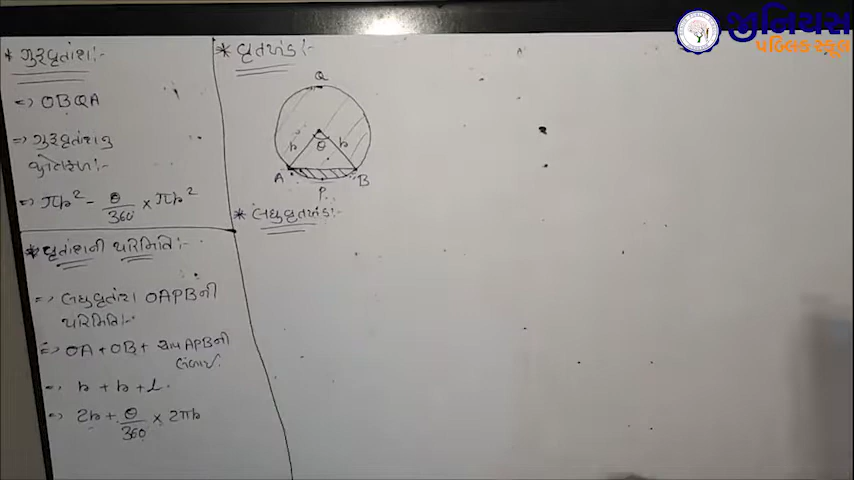 જીનિયસ
પબ્લિક સ્કૂલ
* ગુરૂવૃતાંશ:-
=> OBQA
=> ગુરૂવૃતાંશનુ
ક્ષેત્રફળ:-
=> πr² - θ/360 × πr²
* વૃતાંશની પરિમિતિ:-
=> લઘુવૃતાંશ OAPBની
પરિમિતિ:-
=> OA + OB + ચાપ APBની
લંબાઈ.
=> r + r + l.
=> 2r + θ/360 × 2πr
* વૃતખંડ:-
Q
r θ r
A B
P
* લઘુવૃતખંડ:-